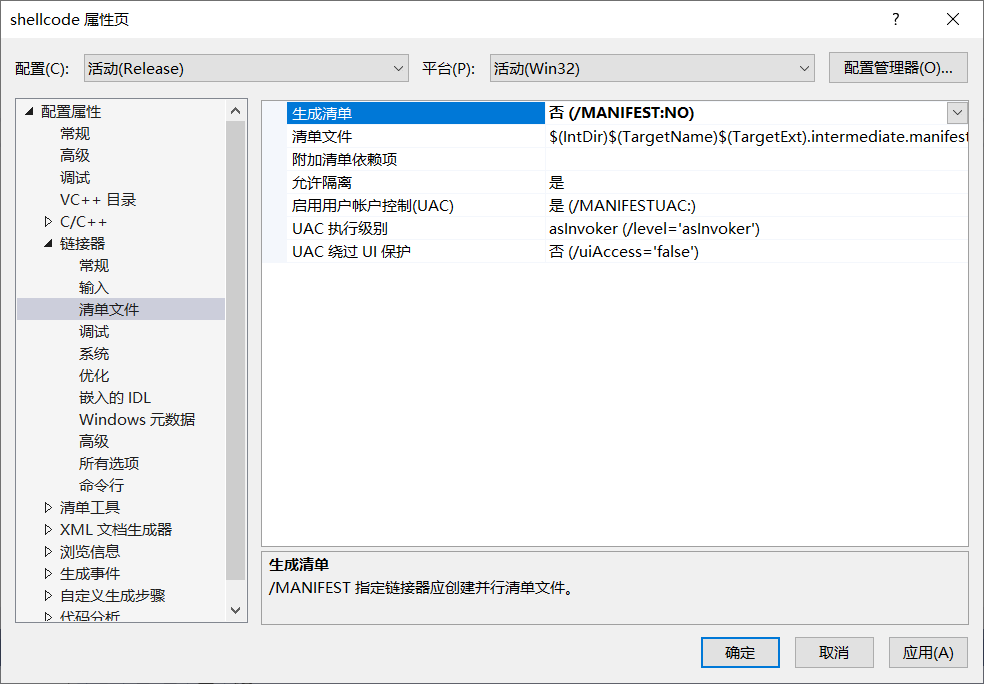 shellcode 属性页
配置(C): 活动(Release) 平台(P): 活动(Win32) 配置管理器(O)...
配置属性
常规
高级
调试
VC++ 目录
C/C++
链接器
常规
输入
清单文件
调试
系统
优化
嵌入的 IDL
Windows 元数据
高级
所有选项
命令行
清单工具
XML 文档生成器
浏览信息
生成事件
自定义生成步骤
代码分析
生成清单 否 (/MANIFEST:NO)
清单文件 $(IntDir)$(TargetName)$(TargetExt).intermediate.manifest
附加清单依赖项
允许隔离 是
启用用户帐户控制(UAC) 是 (/MANIFESTUAC:)
UAC 执行级别 asInvoker (/level='asInvoker')
UAC 绕过 UI 保护 否 (/uiAccess='false')
生成清单
/MANIFEST 指定链接器应创建并行清单文件。
确定 取消 应用(A)